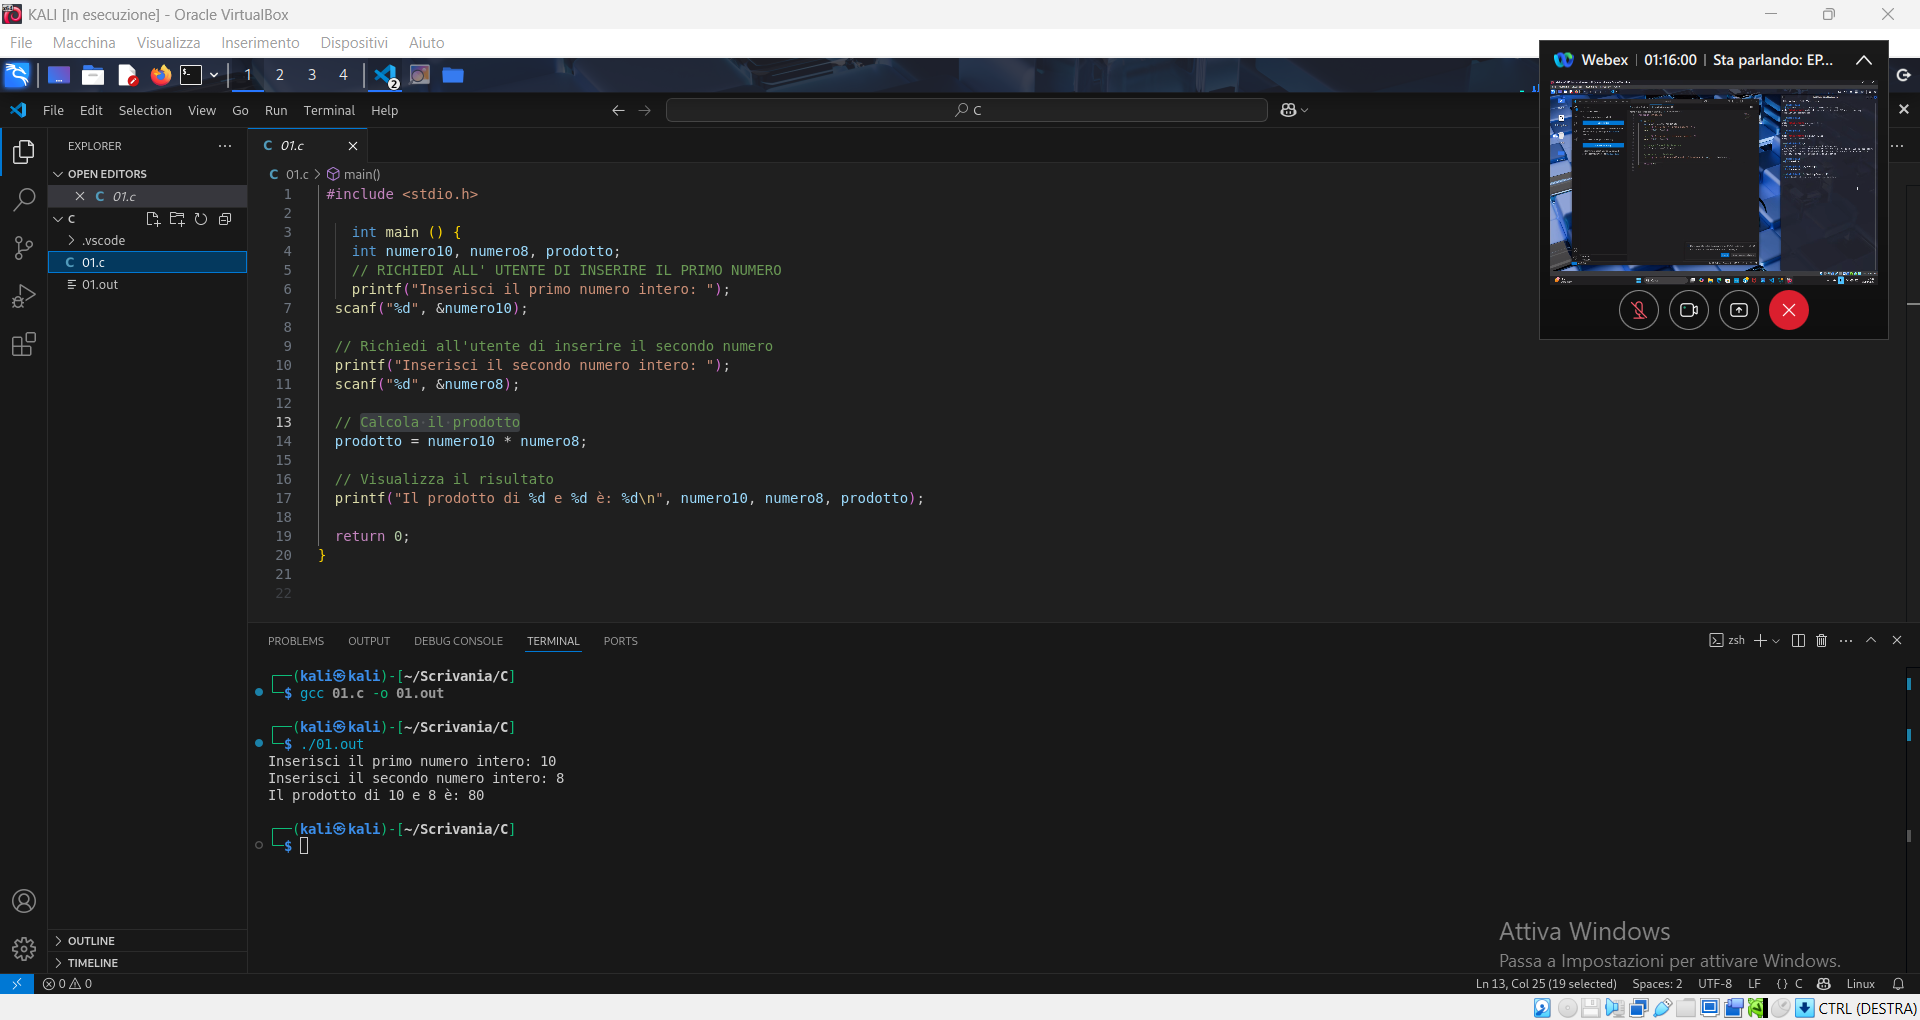 KALI [In esecuzione] - Oracle VirtualBox
File Macchina Visualizza Inserimento Dispositivi Aiuto
1 2 3 4 2
Webex | 01:16:00 | Sta parlando: EP...
File Edit Selection View Go Run Terminal Help
C
EXPLORER
C 01.c
OPEN EDITORS
C 01.c
C
.vscode
C 01.c
01.out
C 01.c > main()
1 #include <stdio.h>
2
3 int main () {
4 int numero10, numero8, prodotto;
5 // RICHIEDI ALL' UTENTE DI INSERIRE IL PRIMO NUMERO
6 printf("Inserisci il primo numero intero: ");
7 scanf("%d", &numero10);
8
9 // Richiedi all'utente di inserire il secondo numero
10 printf("Inserisci il secondo numero intero: ");
11 scanf("%d", &numero8);
12
13 // Calcola il prodotto
14 prodotto = numero10 * numero8;
15
16 // Visualizza il risultato
17 printf("Il prodotto di %d e %d è: %d\n", numero10, numero8, prodotto);
18
19 return 0;
20 }
21
22
PROBLEMS OUTPUT DEBUG CONSOLE TERMINAL PORTS
zsh
(kali㉿kali)-[~/Scrivania/C]
$ gcc 01.c -o 01.out
(kali㉿kali)-[~/Scrivania/C]
$ ./01.out
Inserisci il primo numero intero: 10
Inserisci il secondo numero intero: 8
Il prodotto di 10 e 8 è: 80
(kali㉿kali)-[~/Scrivania/C]
$
OUTLINE
TIMELINE
Attiva Windows
Passa a Impostazioni per attivare Windows.
0 0
Ln 13, Col 25 (19 selected) Spaces: 2 UTF-8 LF {} C Linux
CTRL (DESTRA)